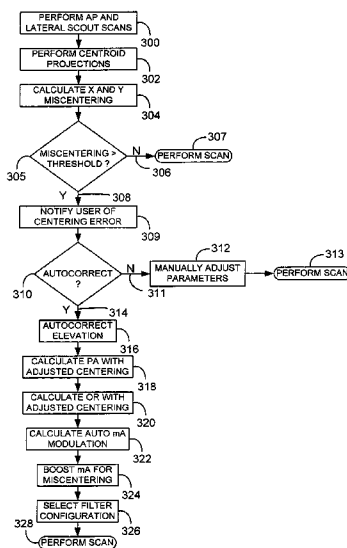 PERFORM AP AND
LATERAL SCOUT SCANS
300
PERFORM CENTROID
PROJECTIONS
302
CALCULATE X AND Y
MISCENTERING
304
307
MISCENTERING >
THRESHOLD ?
N
PERFORM SCAN
305
306
Y
308
NOTIFY USER OF
CENTERING ERROR
309
312
313
AUTOCORRECT
?
N
MANUALLY ADJUST
PARAMETERS
PERFORM SCAN
310
311
Y
314
AUTOCORRECT
ELEVATION
316
CALCULATE PA WITH
ADJUSTED CENTERING
318
CALCULATE OR WITH
ADJUSTED CENTERING
320
CALCULATE AUTO mA
MODULATION
322
BOOST mA FOR
MISCENTERING
324
SELECT FILTER
CONFIGURATION
326
328
PERFORM SCAN